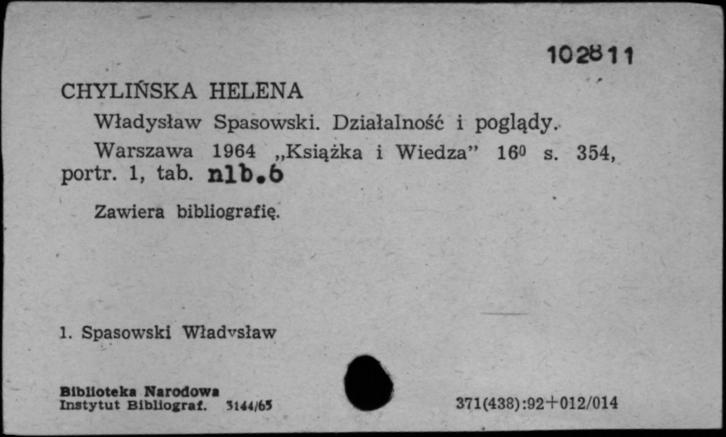 102811
CHYLIŃSKA HELENA
Władysław Spasowski. Działalność i poglądy.
Warszawa 1964 „Książka i Wiedza” 16⁰ s. 354,
portr. 1, tab. nlb.6
Zawiera bibliografię.
1. Spasowski Władysław
Biblioteka Narodowa
Instytut Bibliograf. 3144/65 371(438):92+012/014